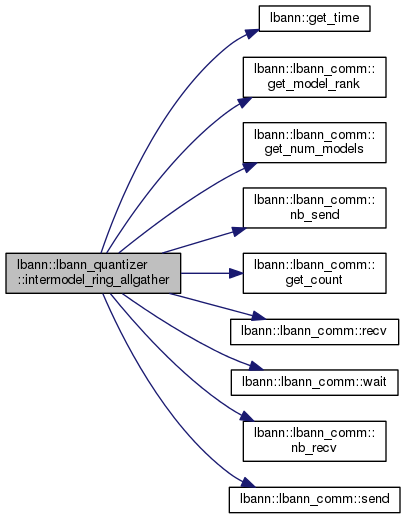 lbann::get_time
lbann::lbann_comm::
get_model_rank
lbann::lbann_comm::
get_num_models
lbann::lbann_comm::
nb_send
lbann::lbann_quantizer
::intermodel_ring_allgather
lbann::lbann_comm::
get_count
lbann::lbann_comm::recv
lbann::lbann_comm::wait
lbann::lbann_comm::
nb_recv
lbann::lbann_comm::send